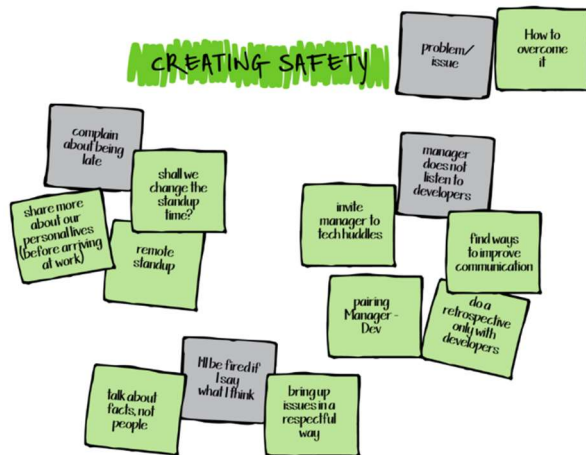 CREATING SAFETY
problem/
issue
How to
overcome
it
complain
about being
late
shall we
change the
standup
time?
share more
about our
personal lives
(before arriving
at work)
remote
standup
manager
does not
listen to
developers
invite
manager to
tech huddles
find ways
to improve
communication
pairing
Manager -
Dev
do a
retrospective
only with
developers
I'll be fired if
I say
what I think
talk about
facts, not
people
bring up
issues in a
respectful
way